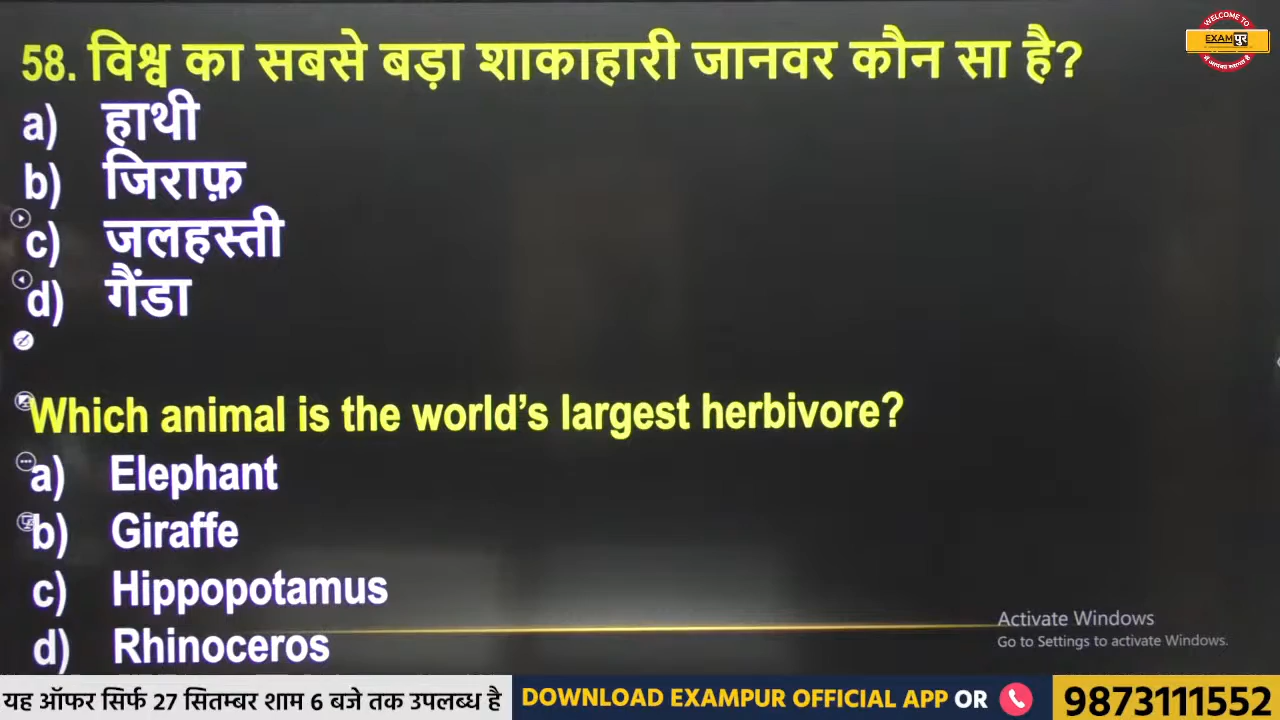 WELCOME TO
EXAMपुर
58. विश्व का सबसे बड़ा शाकाहारी जानवर कौन सा है?
a) हाथी
b) जिराफ़
c) जलहस्ती
d) गैंडा
Which animal is the world’s largest herbivore?
a) Elephant
b) Giraffe
c) Hippopotamus
d) Rhinoceros
Activate Windows
Go to Settings to activate Windows.
यह ऑफर सिर्फ 27 सितम्बर शाम 6 बजे तक उपलब्ध है
DOWNLOAD EXAMPUR OFFICIAL APP OR
9873111552